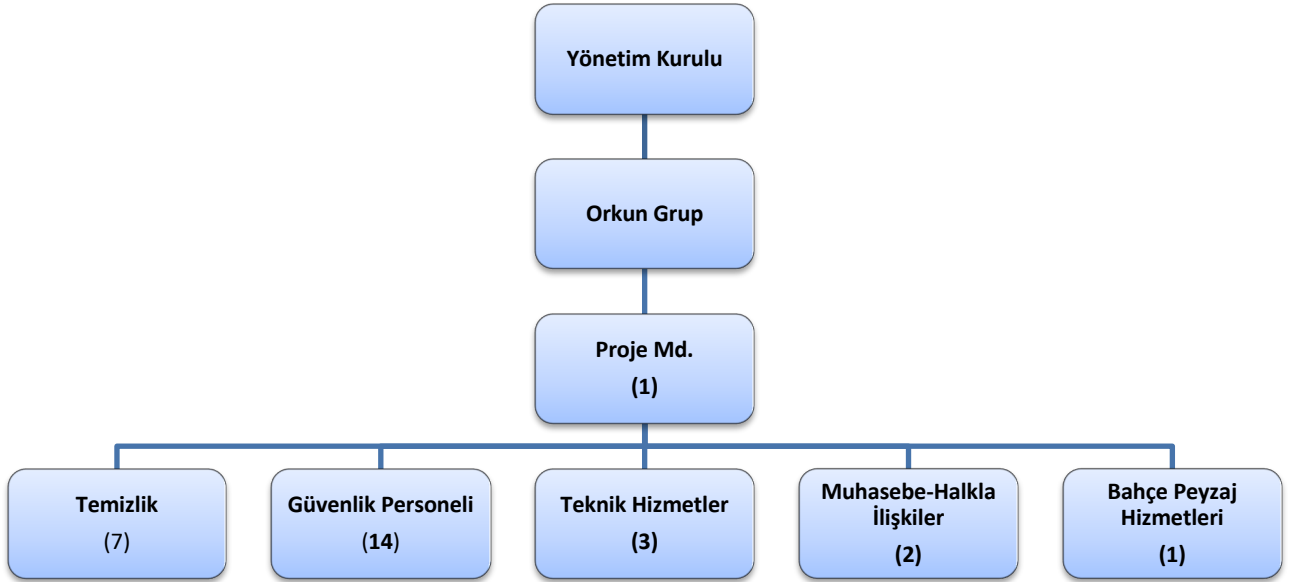 Yönetim Kurulu
Orkun Grup
Proje Md.
(1)
Temizlik
(7)
Güvenlik Personeli
(14)
Teknik Hizmetler
(3)
Muhasebe-Halkla
İlişkiler
(2)
Bahçe Peyzaj
Hizmetleri
(1)